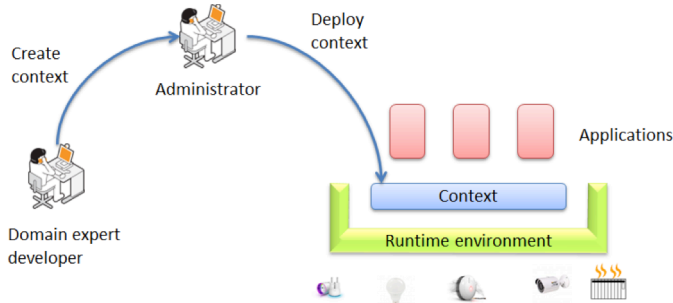 Create
context
Deploy
context
Administrator
Domain expert
developer
Applications
Context
Runtime environment